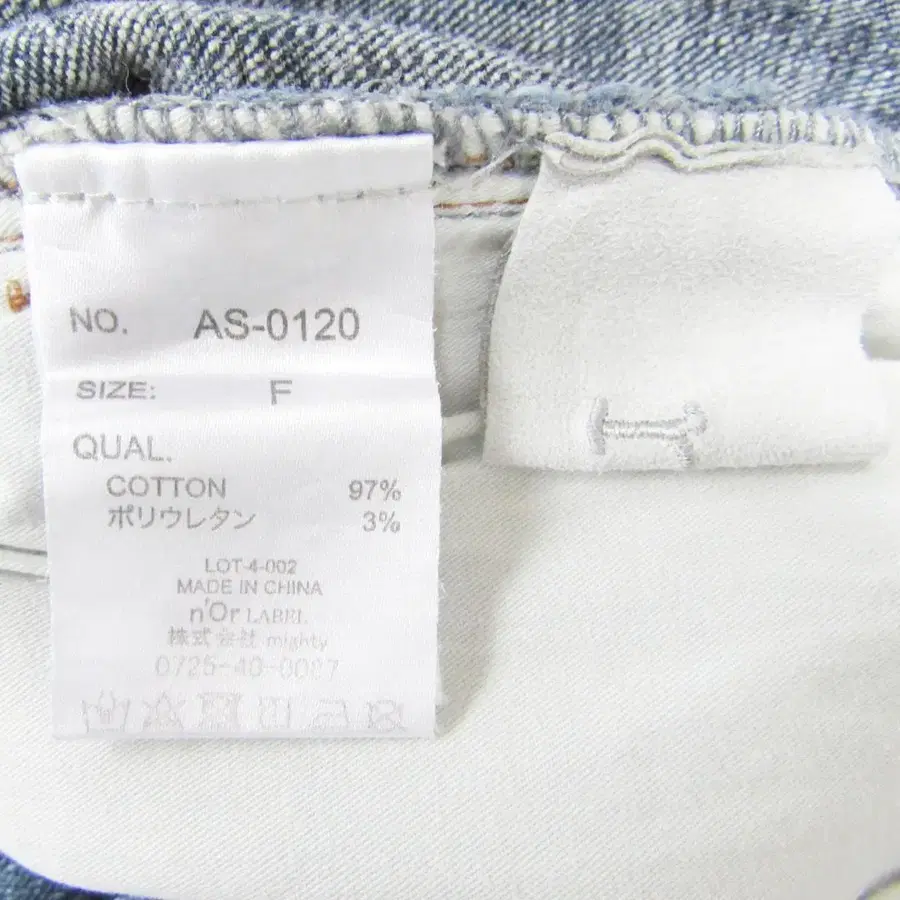 NO. AS-0120
SIZE: F
QUAL.
COTTON 97%
ポリウレタン 3%
LOT-4-002
MADE IN CHINA
n'Or LABEL
株式会社 mighty